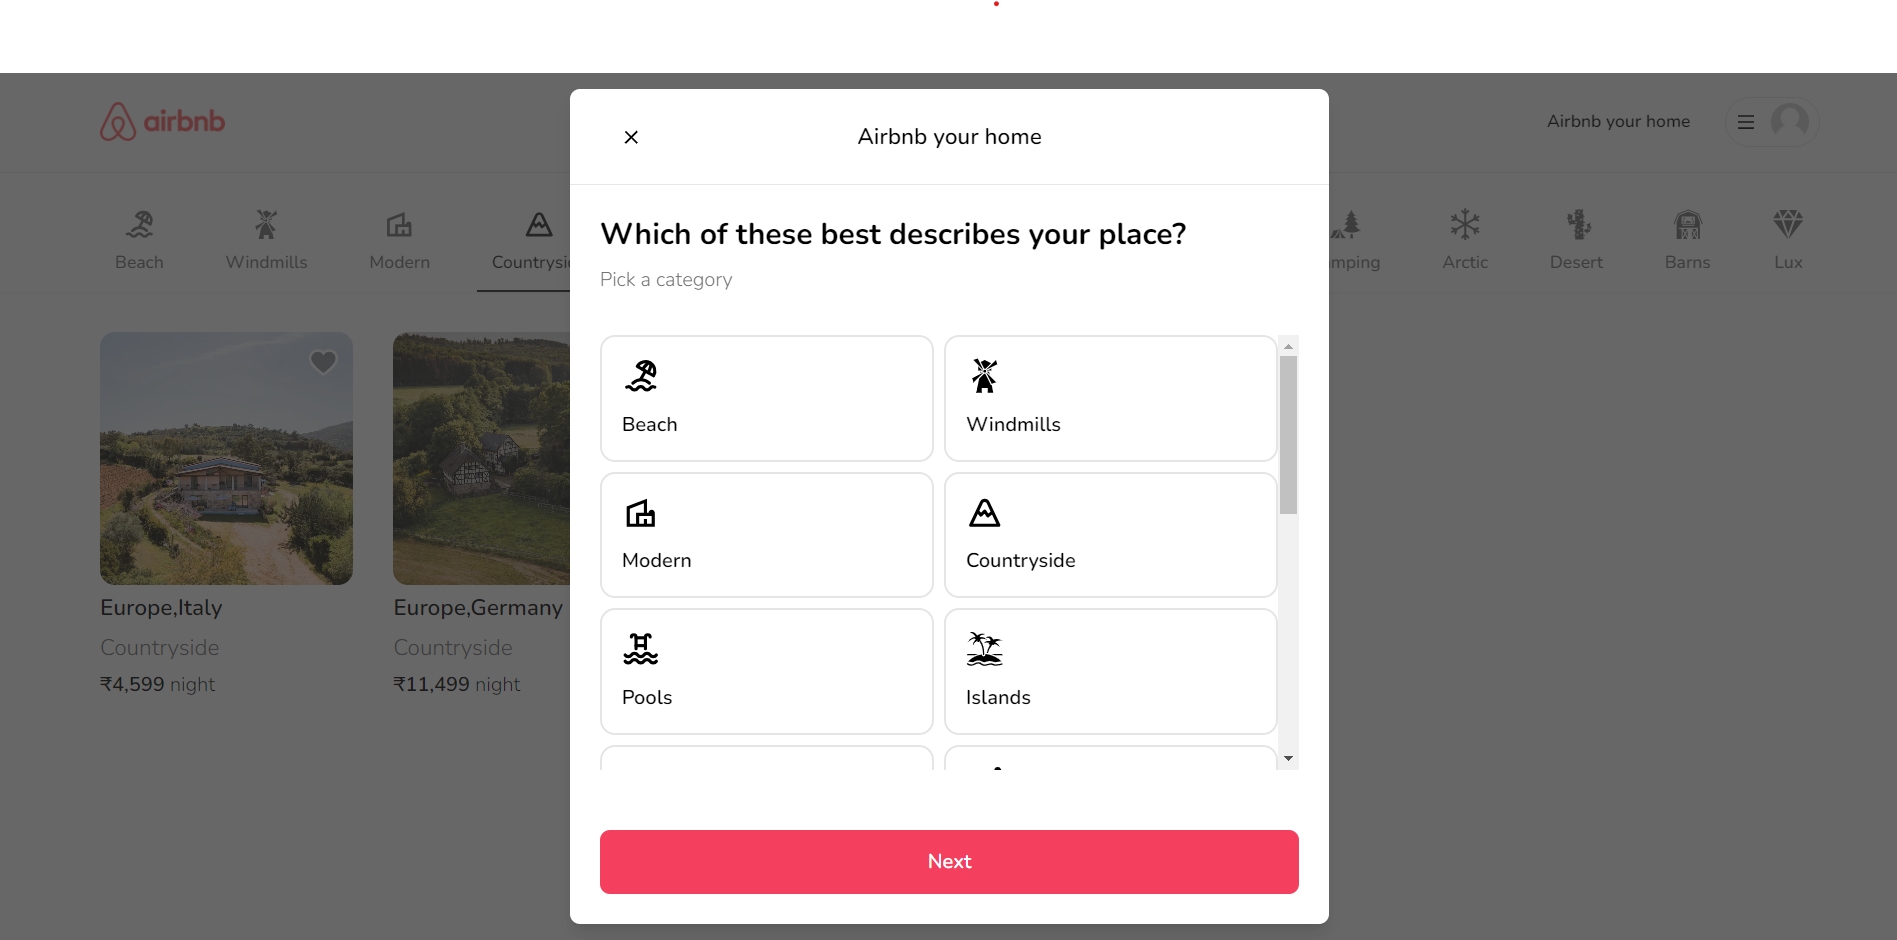 airbnb
Airbnb your home
Airbnb your home
Beach
Windmills
Modern
Arctic
Desert
Barns
Lux
Which of these best describes your place?
Pick a category
Beach
Windmills
Modern
Countryside
Pools
Islands
Next
Europe,Italy
Countryside
₹4,599 night
Europe,Germany
Countryside
₹11,499 night